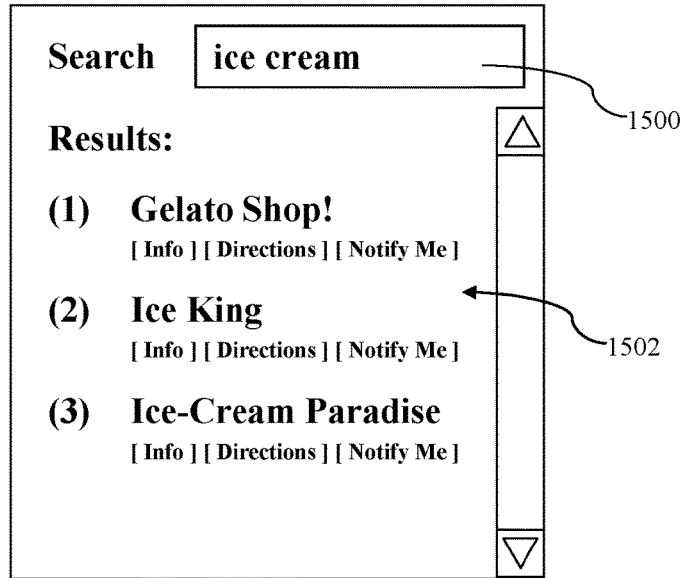 Search ice cream
1500
Results:
(1) Gelato Shop!
[ Info ] [ Directions ] [ Notify Me ]
(2) Ice King
1502
[ Info ] [ Directions ] [ Notify Me ]
(3) Ice-Cream Paradise
[ Info ] [ Directions ] [ Notify Me ]